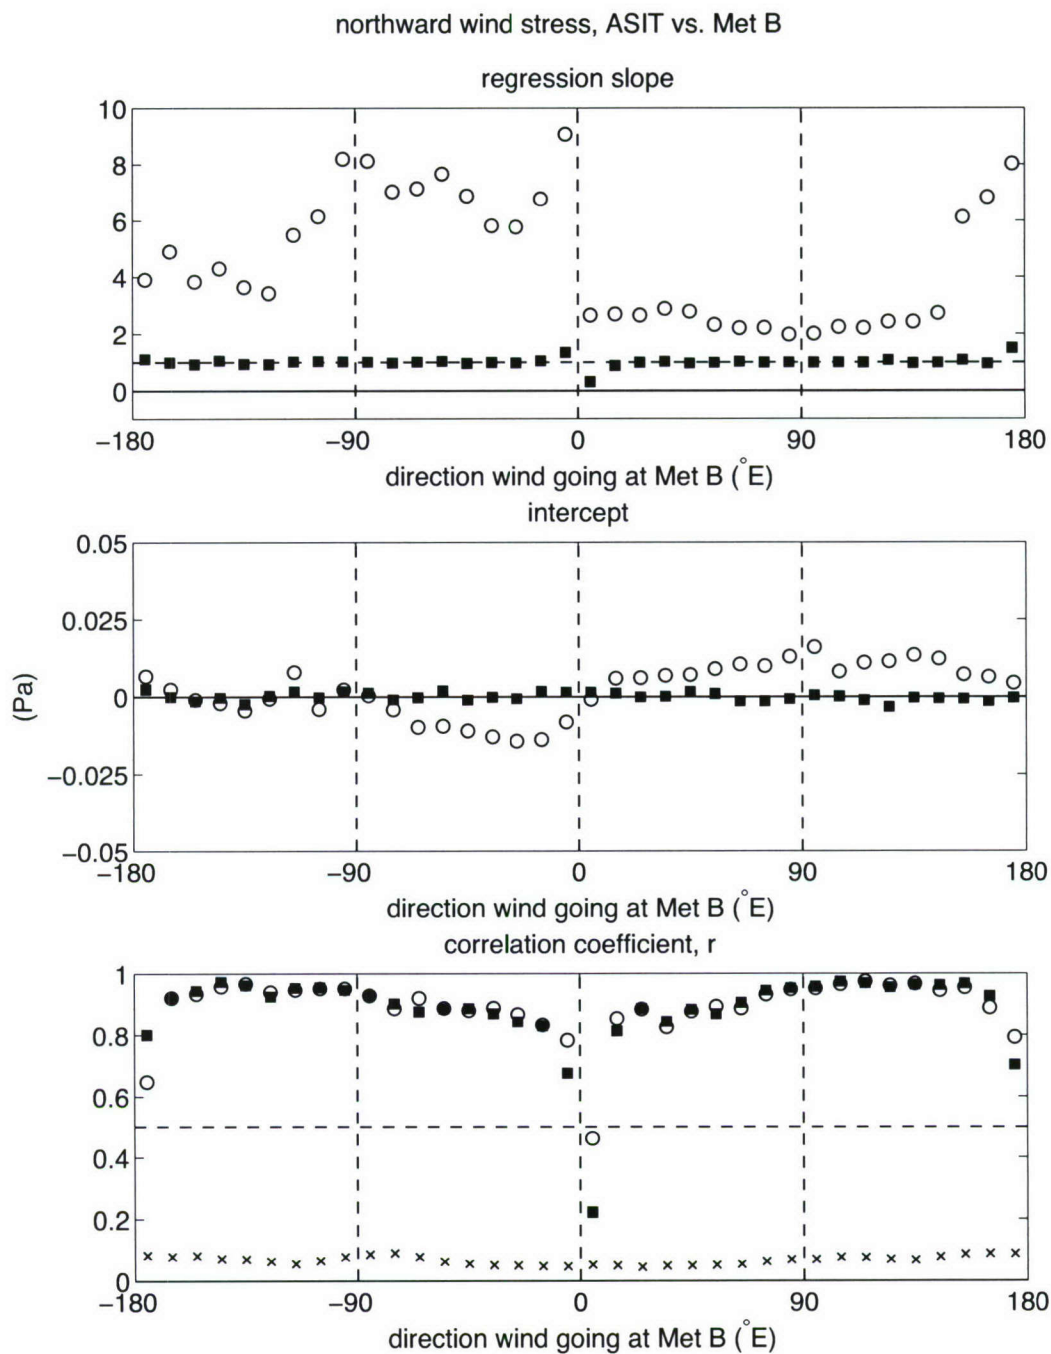 northward wind stress, ASIT vs. Met B
regression slope
10
8
6
4
2
0
−180 −90 0 90 180
direction wind going at Met B (°E)
intercept
0.05
0.025
0
−0.025
−0.05
(Pa)
−180 −90 0 90 180
direction wind going at Met B (°E)
correlation coefficient, r
1
0.8
0.6
0.4
0.2
0
−180 −90 0 90 180
direction wind going at Met B (°E)